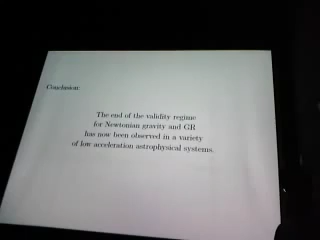 Conclusion:
The end of the validity regime
for Newtonian gravity and GR
has now been observed in a variety
of low acceleration astrophysical systems.